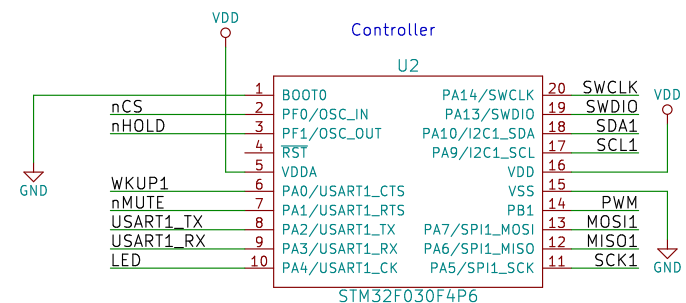 VDD
Controller
U2
1 BOOT0 PA14/SWCLK 20 SWCLK
nCS 2 PF0/OSC_IN PA13/SWDIO 19 SWDIO VDD
nHOLD 3 PF1/OSC_OUT PA10/I2C1_SDA 18 SDA1
4 RST PA9/I2C1_SCL 17 SCL1
5 VDDA VDD 16
GND WKUP1 6 PA0/USART1_CTS VSS 15
nMUTE 7 PA1/USART1_RTS PB1 14 PWM
USART1_TX 8 PA2/USART1_TX PA7/SPI1_MOSI 13 MOSI1
USART1_RX 9 PA3/USART1_RX PA6/SPI1_MISO 12 MISO1
LED 10 PA4/USART1_CK PA5/SPI1_SCK 11 SCK1 GND
STM32F030F4P6